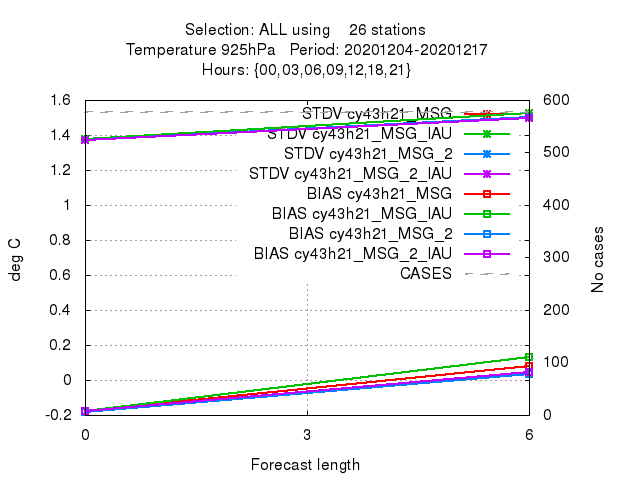 Selection: ALL using 26 stations
Temperature 925hPa Period: 20201204-20201217
Hours: {00,03,06,09,12,18,21}
1.6
1.4
1.2
1
0.8
0.6
0.4
0.2
0
-0.2
deg C
STDV cy43h21_MSG
STDV cy43h21_MSG_IAU
STDV cy43h21_MSG_2
STDV cy43h21_MSG_2_IAU
BIAS cy43h21_MSG
BIAS cy43h21_MSG_IAU
BIAS cy43h21_MSG_2
BIAS cy43h21_MSG_2_IAU
CASES
600
500
400
300
200
100
0
No cases
0 3 6
Forecast length